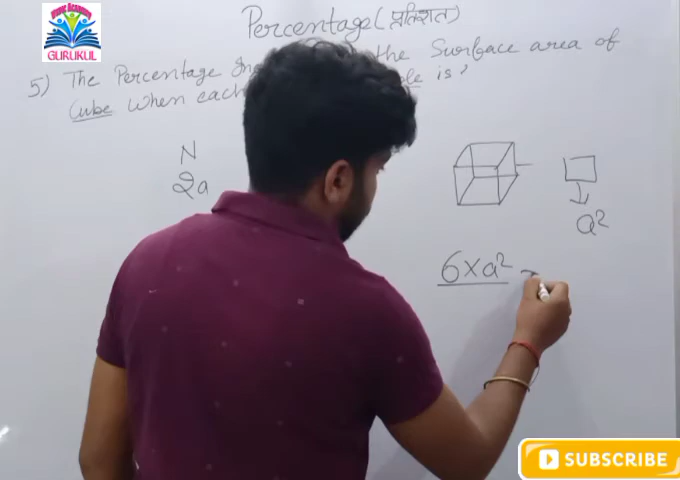 GURUKUL
Percentage (प्रतिशत)
5) The Percentage the Surface area of
Cube when each is?
N
2a
a²
6×a²
SUBSCRIBE